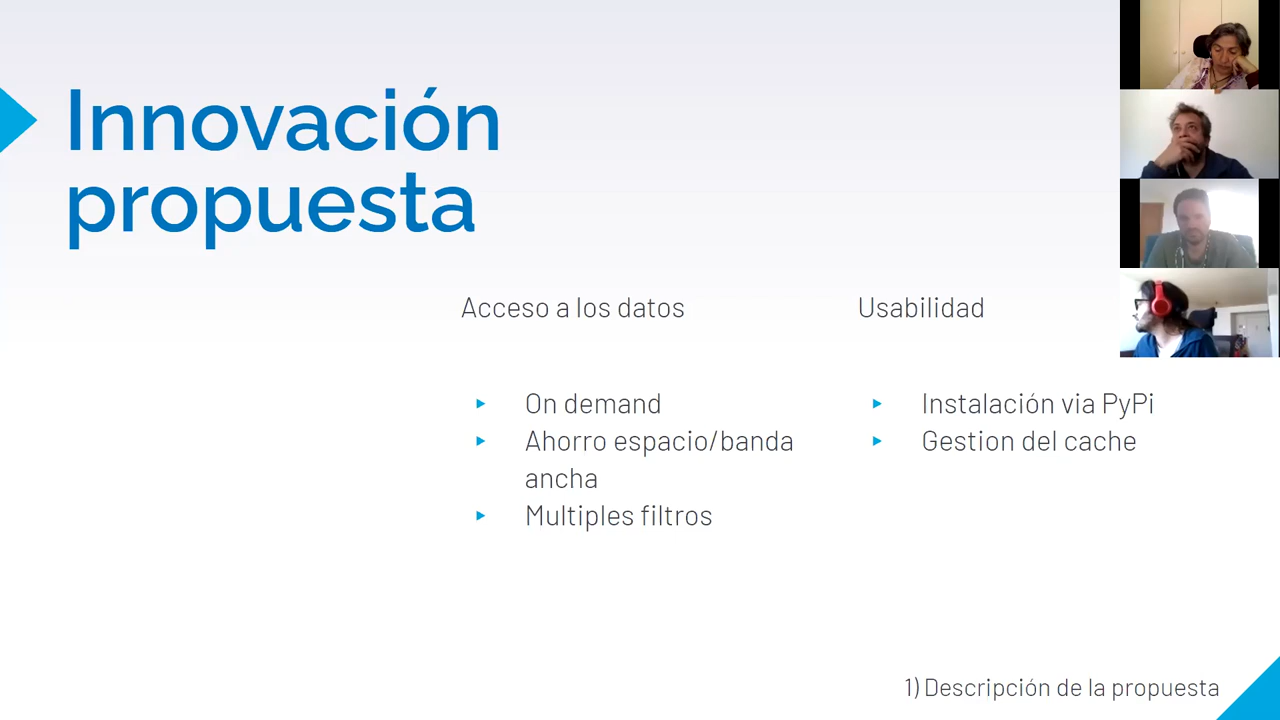 Innovación
propuesta
Acceso a los datos
On demand
Ahorro espacio/banda
ancha
Multiples filtros
Usabilidad
Instalación via PyPi
Gestion del cache
1) Descripción de la propuesta